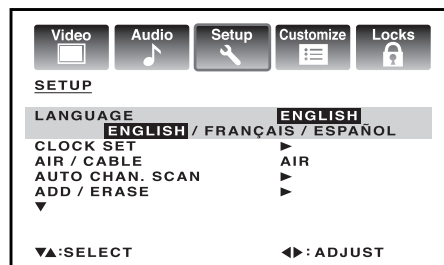 Video Audio Setup Customize Locks
SETUP
LANGUAGE ENGLISH
ENGLISH / FRANÇAIS / ESPAÑOL
CLOCK SET ►
AIR / CABLE AIR
AUTO CHAN. SCAN ►
ADD / ERASE ►
▼
▼▲:SELECT ◄►:ADJUST